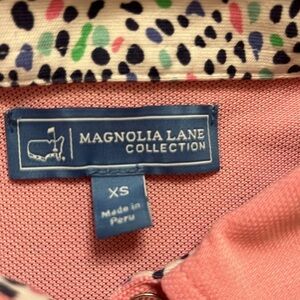 MAGNOLIA LANE
COLLECTION
XS
Made in
Peru